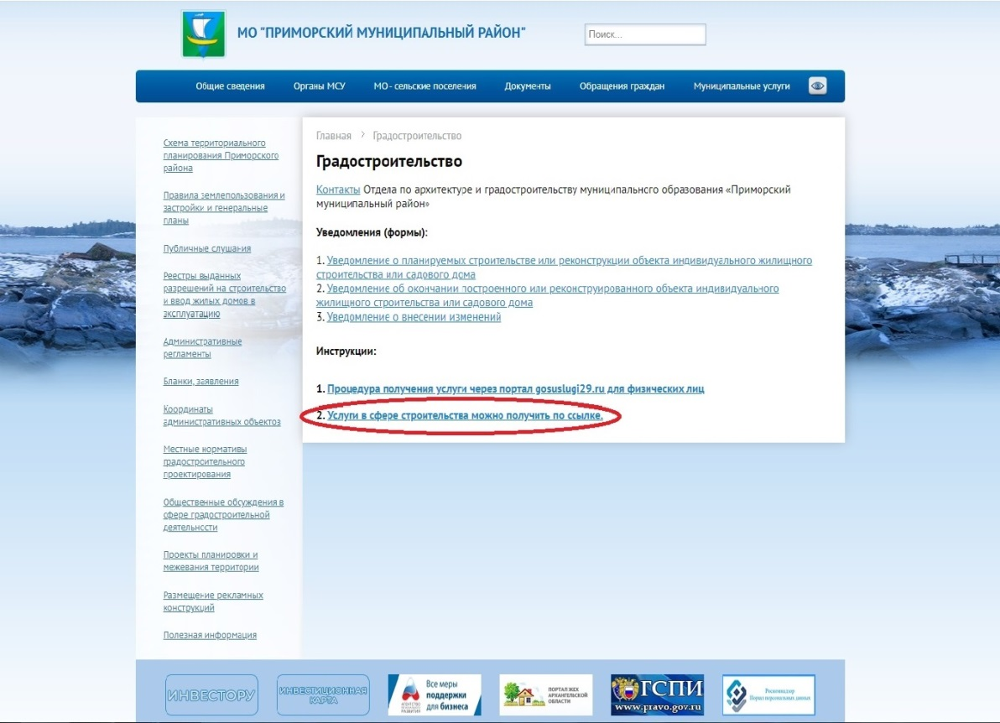 МО "ПРИМОРСКИЙ МУНИЦИПАЛЬНЫЙ РАЙОН"
Поиск...
Общие сведения
Органы МСУ
МО - сельские поселения
Документы
Обращения граждан
Муниципальные услуги
Схема территориального
планирования Приморского
района
Правила землепользования и
застройки и генеральные
планы
Публичные слушания
Реестры выданных
разрешений на строительство
и ввод жилых домов в
эксплуатацию
Административные
регламенты
Бланки, заявления
Координаты
административных объектов
Местные нормативы
градостроительного
проектирования
Общественные обсуждения в
сфере градостроительной
деятельности
Проекты планировки и
межевания территории
Размещение рекламных
конструкций
Полезная информация
Главная > Градостроительство
Градостроительство
Контакты Отдела по архитектуре и градостроительству муниципального образования «Приморский
муниципальный район»
Уведомления (формы):
1. Уведомление о планируемых строительстве или реконструкции объекта индивидуального жилищного
строительства или садового дома
2. Уведомление об окончании построенного или реконструированного объекта индивидуального
жилищного строительства или садового дома
3. Уведомление о внесении изменений
Инструкции:
1. Процедура получения услуги через портал gosuslugi29.ru для физических лиц
2. Услуги в сфере строительства можно получить по ссылке.
ИНВЕСТОРУ
ИНВЕСТИЦИОННАЯ
КАРТА
АГЕНТСТВО
РЕГИОНАЛЬНОГО
РАЗВИТИЯ
Все меры
поддержки
для бизнеса
ПОРТАЛ ЖКХ
АРХАНГЕЛЬСКОЙ
ОБЛАСТИ
ГСПИ
www.pravo.gov.ru
Роскомнадзор
Портал персональных данных